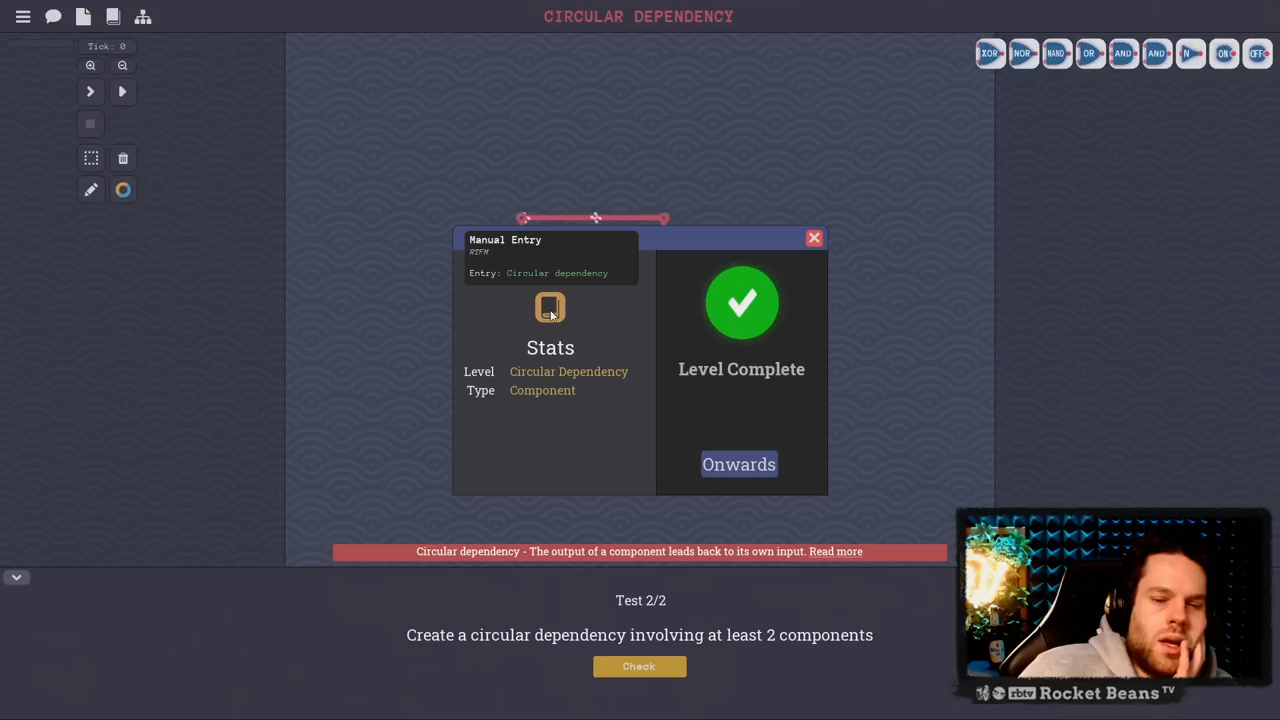 CIRCULAR DEPENDENCY
Tick: 0
XOR NOR NAND OR AND AND N ON OFF
Manual Entry
RTFM
Entry: Circular dependency
Stats
Level Circular Dependency
Type Component
Level Complete
Onwards
Circular dependency - The output of a component leads back to its own input. Read more
Test 2/2
Create a circular dependency involving at least 2 components
Check
rbtv Rocket Beans TV